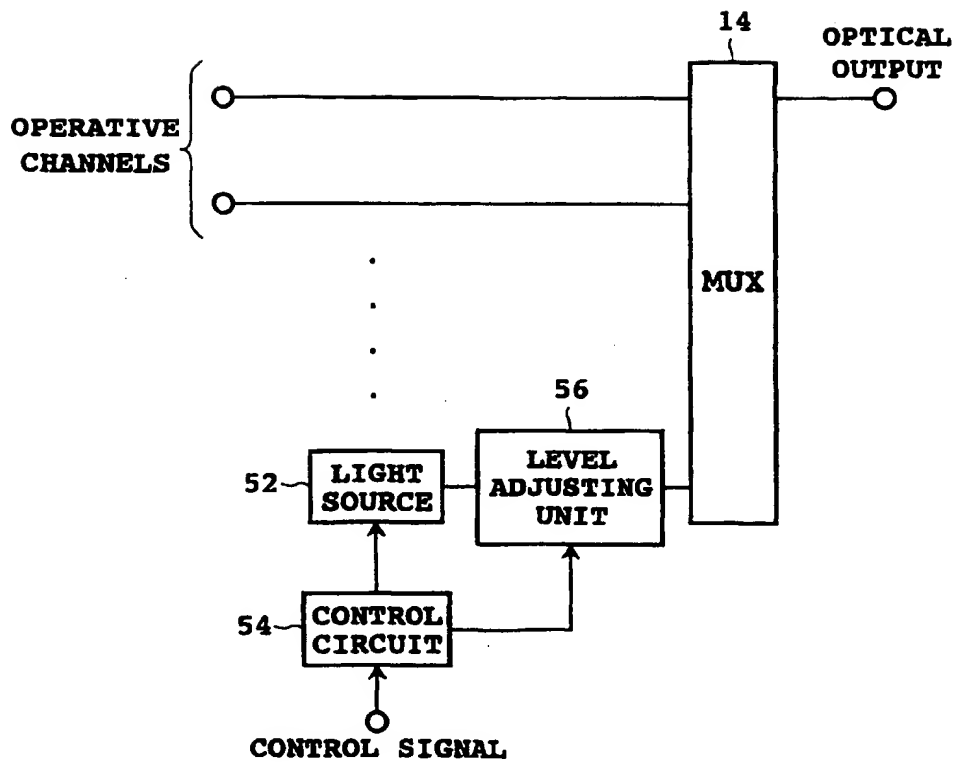 14
OPTICAL
OUTPUT
OPERATIVE
CHANNELS
MUX
56
52
LIGHT
SOURCE
LEVEL
ADJUSTING
UNIT
54
CONTROL
CIRCUIT
CONTROL SIGNAL